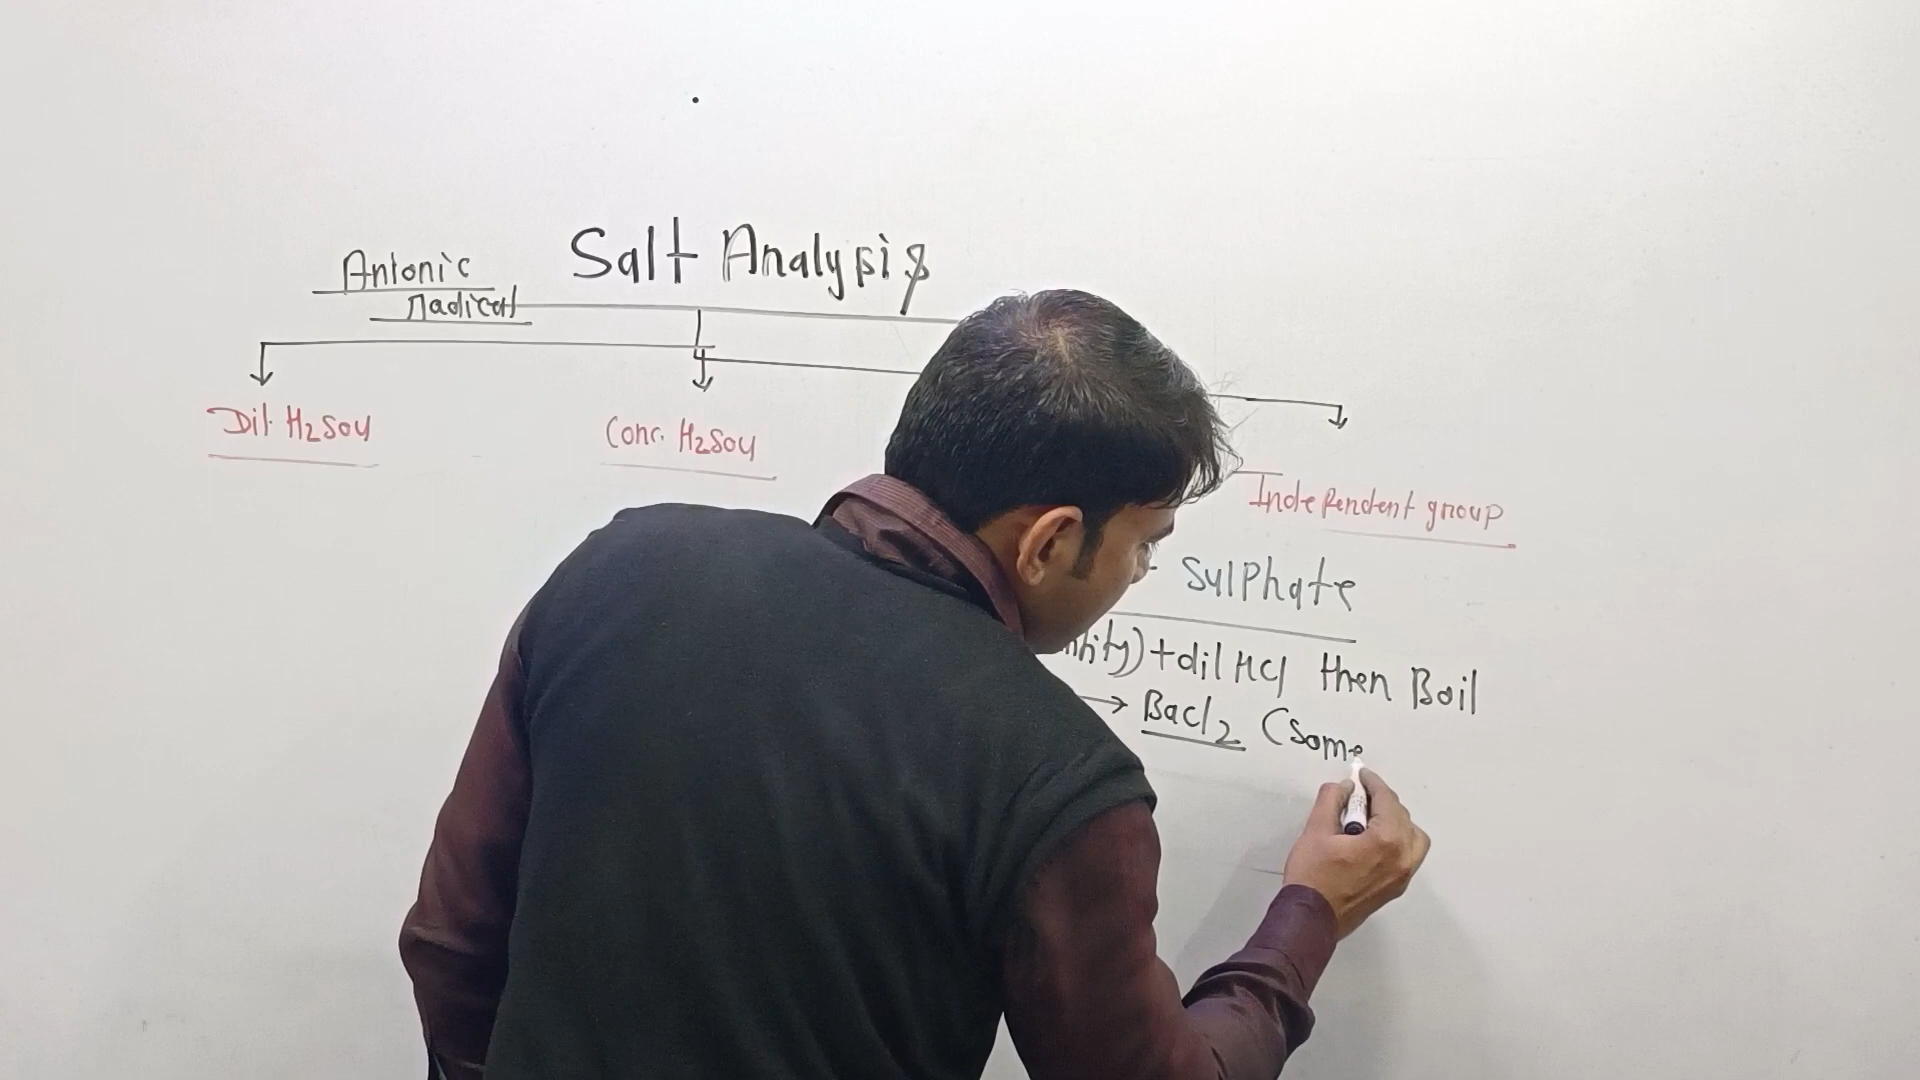 Salt Analysis
Anionic
radical
Dil. H2SO4
Conc. H2SO4
Independent group
Sulphate
+ dil HCl then Boil
→ BaCl2 (some